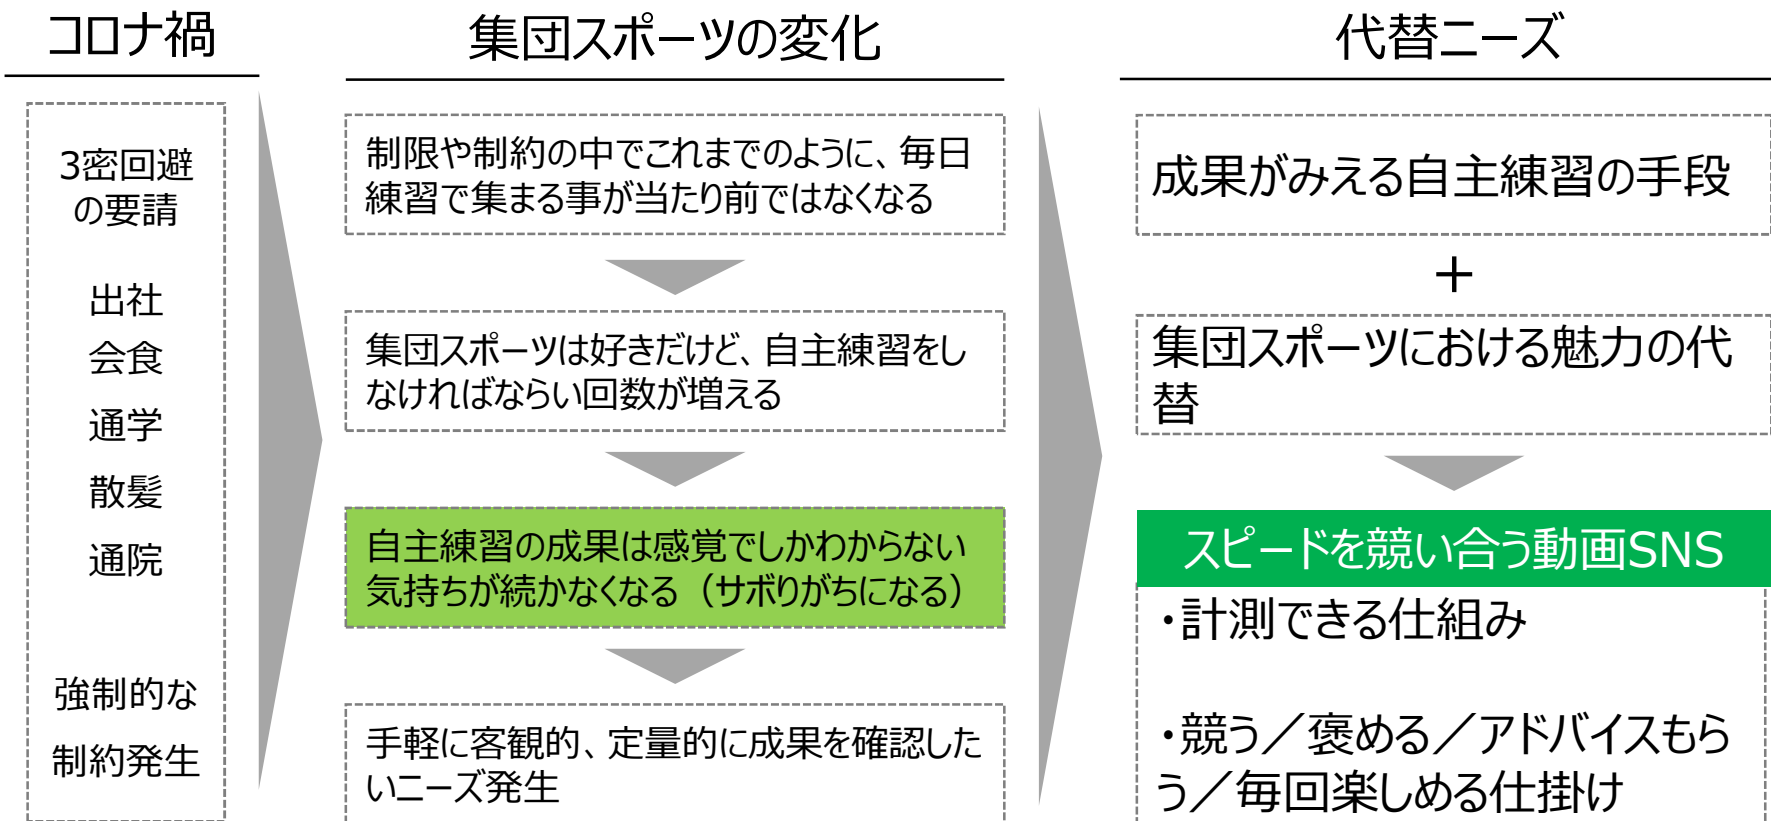 コロナ禍
3密回避
の要請
出社
会食
通学
散髪
通院
強制的な
制約発生
集団スポーツの変化
制限や制約の中でこれまでのように、毎日
練習で集まる事が当たり前ではなくなる
集団スポーツは好きだけど、自主練習をし
なければならい回数が増える
自主練習の成果は感覚でしかわからない
気持ちが続かなくなる（サボりがちになる）
手軽に客観的、定量的に成果を確認した
いニーズ発生
代替ニーズ
成果がみえる自主練習の手段
＋
集団スポーツにおける魅力の代
替
スピードを競い合う動画SNS
・計測できる仕組み
・競う／褒める／アドバイスもら
う／毎回楽しめる仕掛け